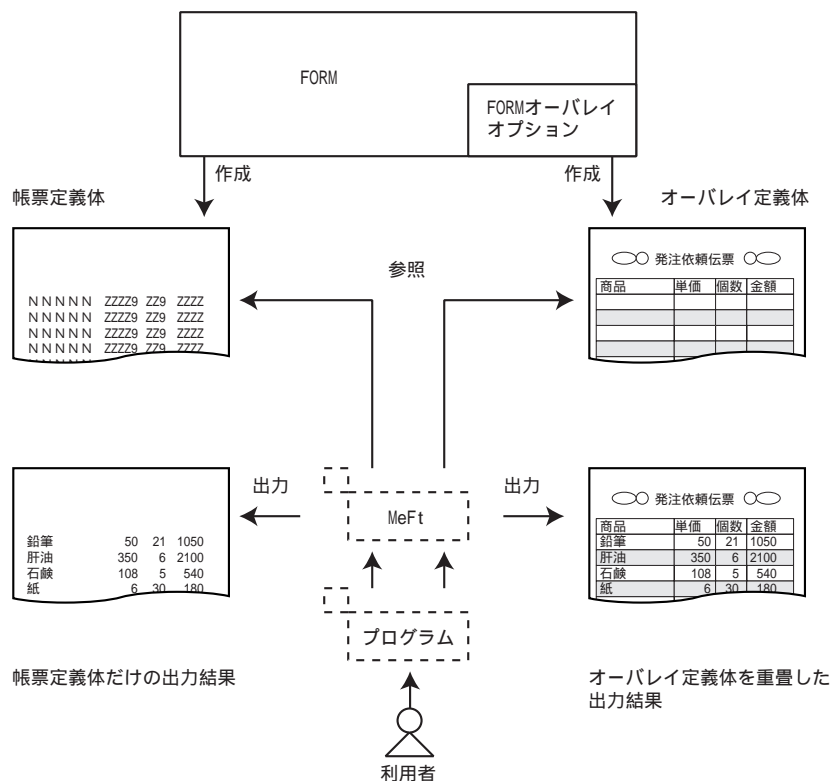 FORM
FORMオーバレイ
オプション
作成
作成
帳票定義体
オーバレイ定義体
NNNNN ZZZZ9 ZZ9 ZZZZ
NNNNN ZZZZ9 ZZ9 ZZZZ
NNNNN ZZZZ9 ZZ9 ZZZZ
NNNNN ZZZZ9 ZZ9 ZZZZ
参照
発注依頼伝票
商品 単価 個数 金額
出力
出力
MeFt
鉛筆 50 21 1050
肝油 350 6 2100
石鹸 108 5 540
紙 6 30 180
発注依頼伝票
商品 単価 個数 金額
鉛筆 50 21 1050
肝油 350 6 2100
石鹸 108 5 540
紙 6 30 180
プログラム
帳票定義体だけの出力結果
オーバレイ定義体を重畳した
出力結果
利用者